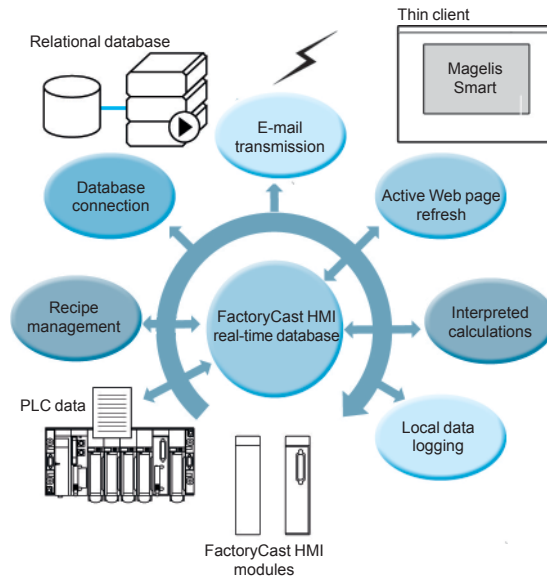 Thin client
Relational database
Magelis
Smart
E-mail
transmission
Database
connection
Active Web page
refresh
Recipe
management
FactoryCast HMI
real-time database
Interpreted
calculations
PLC data
Local data
logging
FactoryCast HMI
modules